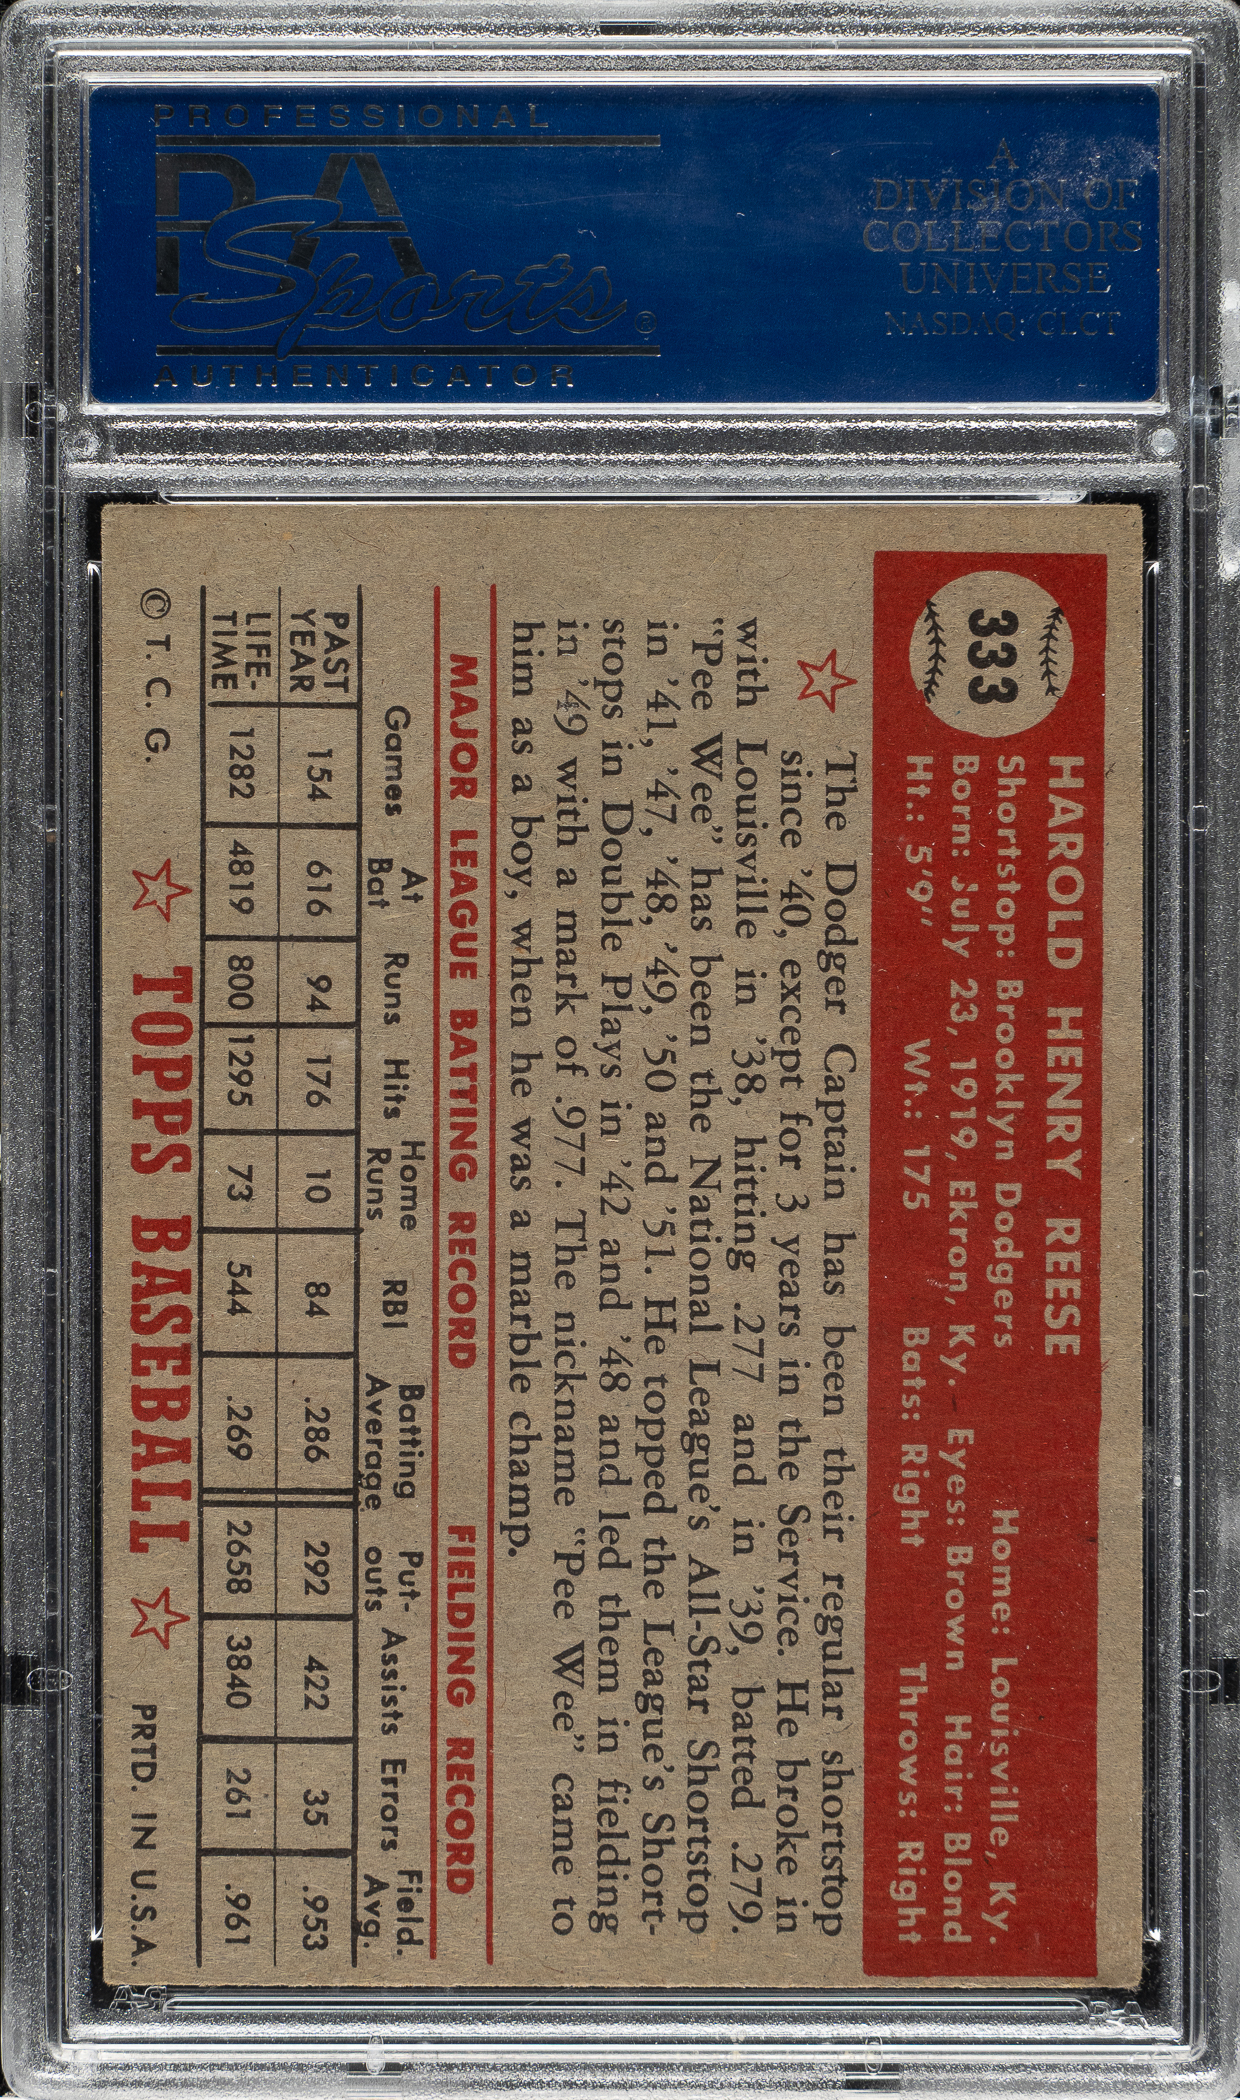 PROFESSIONAL
PSA
Sports®
AUTHENTICATOR
A
DIVISION OF
COLLECTORS
UNIVERSE
NASDAQ: CLCT
333
HAROLD HENRY REESE
Shortstop: Brooklyn Dodgers Home: Louisville, Ky.
Born: July 23, 1919, Ekron, Ky. Eyes: Brown Hair: Blond
Ht.: 5'9" Wt.: 175 Bats: Right Throws: Right
The Dodger Captain has been their regular shortstop
since '40, except for 3 years in the Service. He broke in
with Louisville in '38, hitting .277 and in '39, batted .279.
"Pee Wee" has been the National League's All-Star Shortstop
in '41, '47, '48, '49, '50 and '51. He topped the League's Short-
stops in Double Plays in '42 and '48 and led them in fielding
in '49 with a mark of .977. The nickname "Pee Wee" came to
him as a boy, when he was a marble champ.
MAJOR LEAGUE BATTING RECORD FIELDING RECORD
Games At Bat Runs Hits Home Runs RBI Batting Average Put-outs Assists Errors Field. Avg.
PAST YEAR 154 616 94 176 10 84 .286 292 422 35 .953
LIFE-TIME 1282 4819 800 1295 73 544 .269 2658 3840 261 .961
© T. C. G. TOPPS BASEBALL PRTD. IN U.S.A.